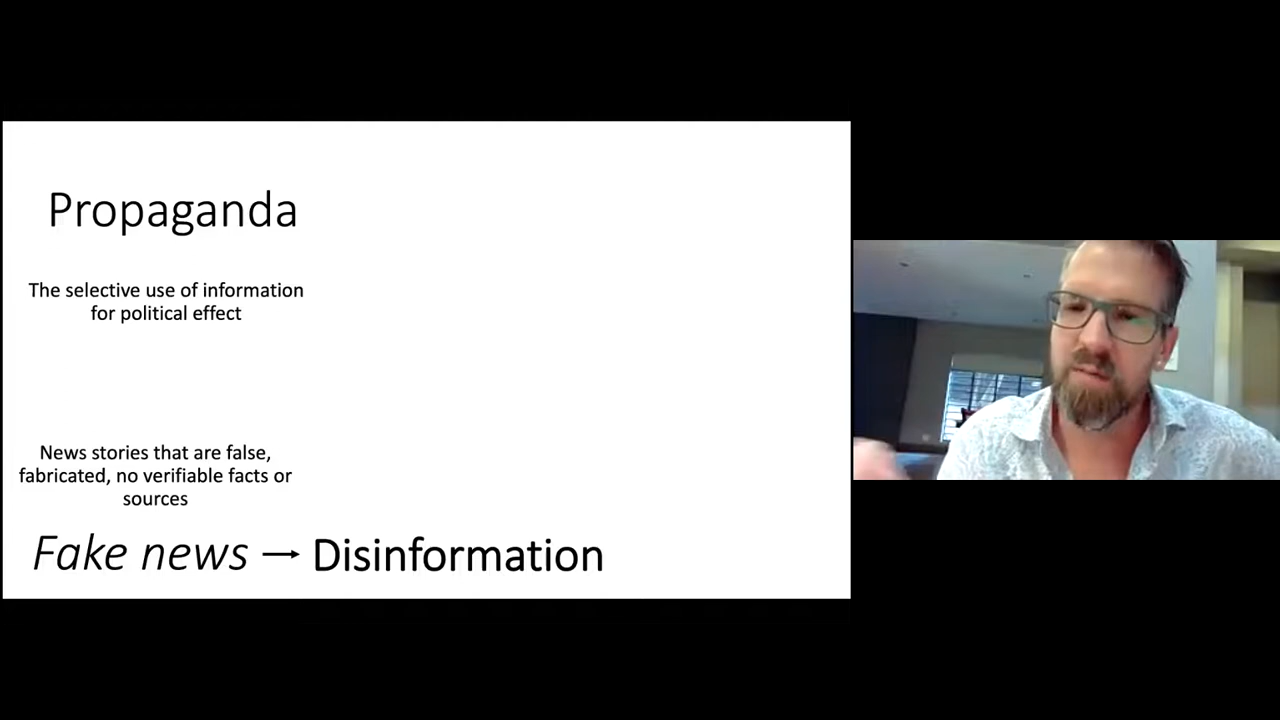 Propaganda
The selective use of information
for political effect
News stories that are false,
fabricated, no verifiable facts or
sources
Fake news → Disinformation